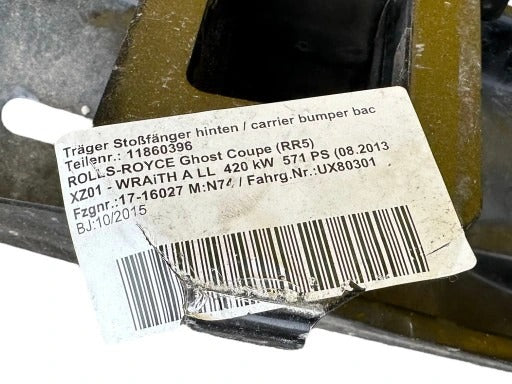 Träger Stoßfänger hinten / carrier bumper bac
Teilenr.: 11860396
ROLLS-ROYCE Ghost Coupe (RR5)
XZ01 - WRAiTH A LL 420 kW 571 PS (08.2013
Fzgnr.:17-16027 M:N74 / Fahrg.Nr.:UX80301
BJ:10/2015